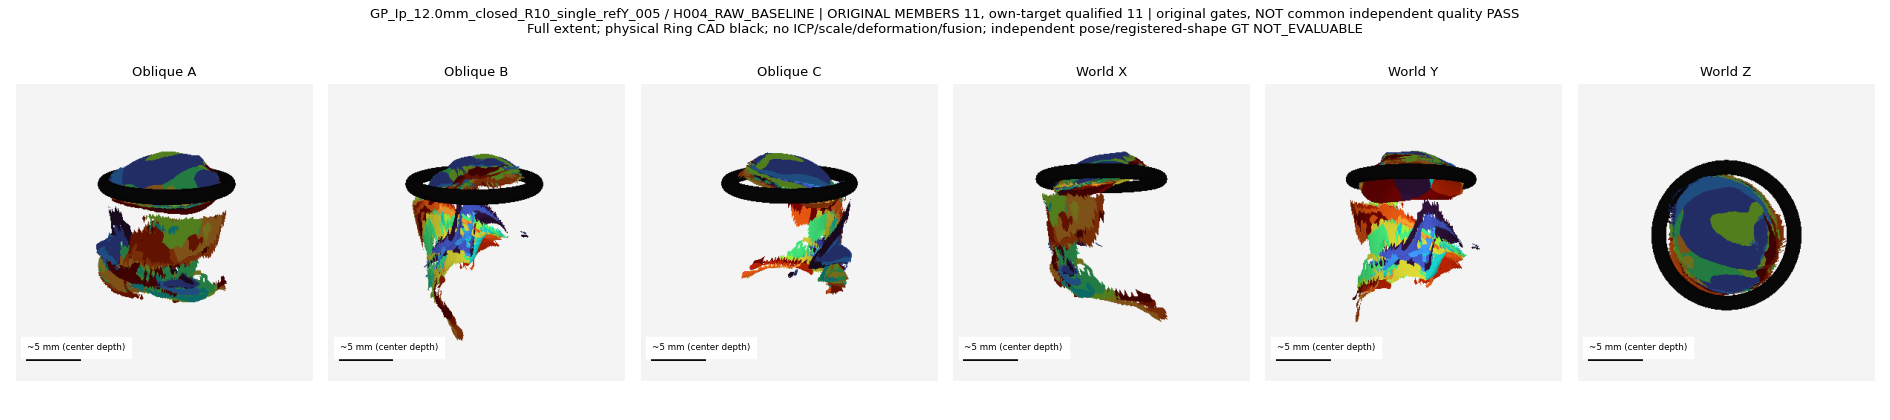 GP_Ip_12.0mm_closed_R10_single_refY_005 / H004_RAW_BASELINE | ORIGINAL MEMBERS 11, own-target qualified 11 | original gates, NOT common independent quality PASS
Full extent; physical Ring CAD black; no ICP/scale/deformation/fusion; independent pose/registered-shape GT NOT_EVALUABLE
Oblique A
Oblique B
Oblique C
World X
World Y
World Z
~5 mm (center depth)
~5 mm (center depth)
~5 mm (center depth)
~5 mm (center depth)
~5 mm (center depth)
~5 mm (center depth)